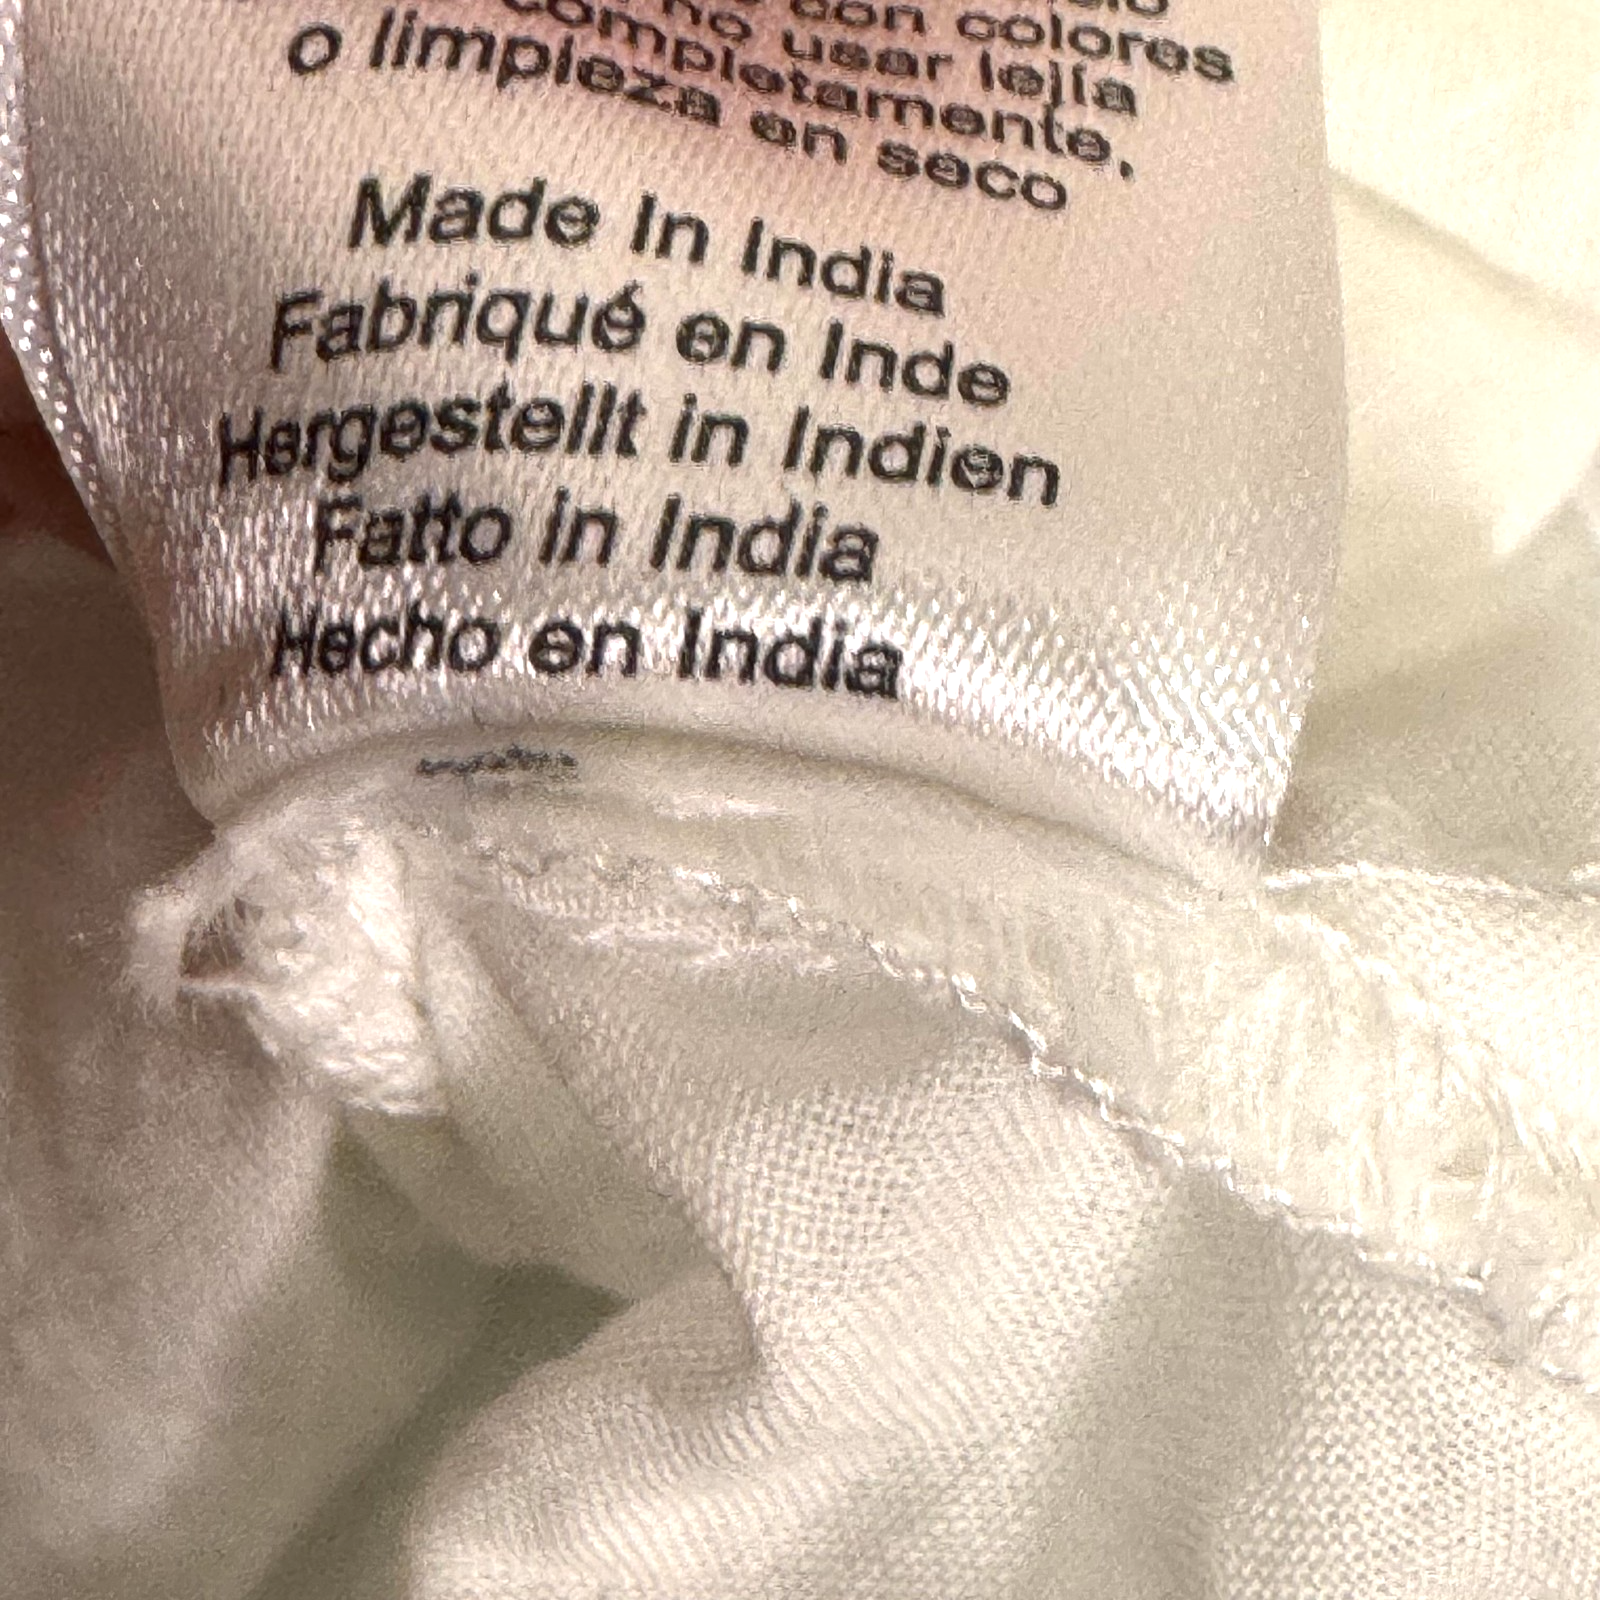 con colores
no usar lejía
completamente,
o limpieza en seco
Made In India
Fabriqué en Inde
Hergestellt in Indien
Fatto in India
Hecho en India